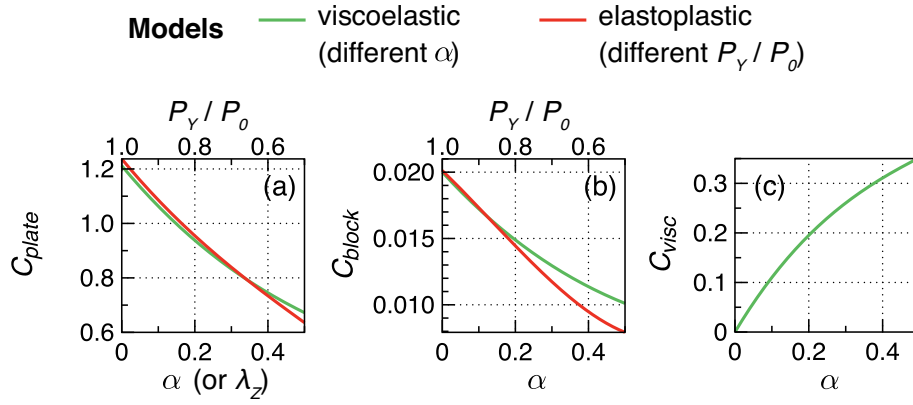 Models
viscoelastic
(different α)
elastoplastic
(different P_Y / P_0)
P_Y / P_0
1.0 0.8 0.6
(a)
C_plate
1.2
1.0
0.8
0.6
0 0.2 0.4
α (or λ_Z)
P_Y / P_0
1.0 0.8 0.6
(b)
C_block
0.020
0.015
0.010
0 0.2 0.4
α
(c)
C_visc
0.3
0.2
0.1
0
0 0.2 0.4
α